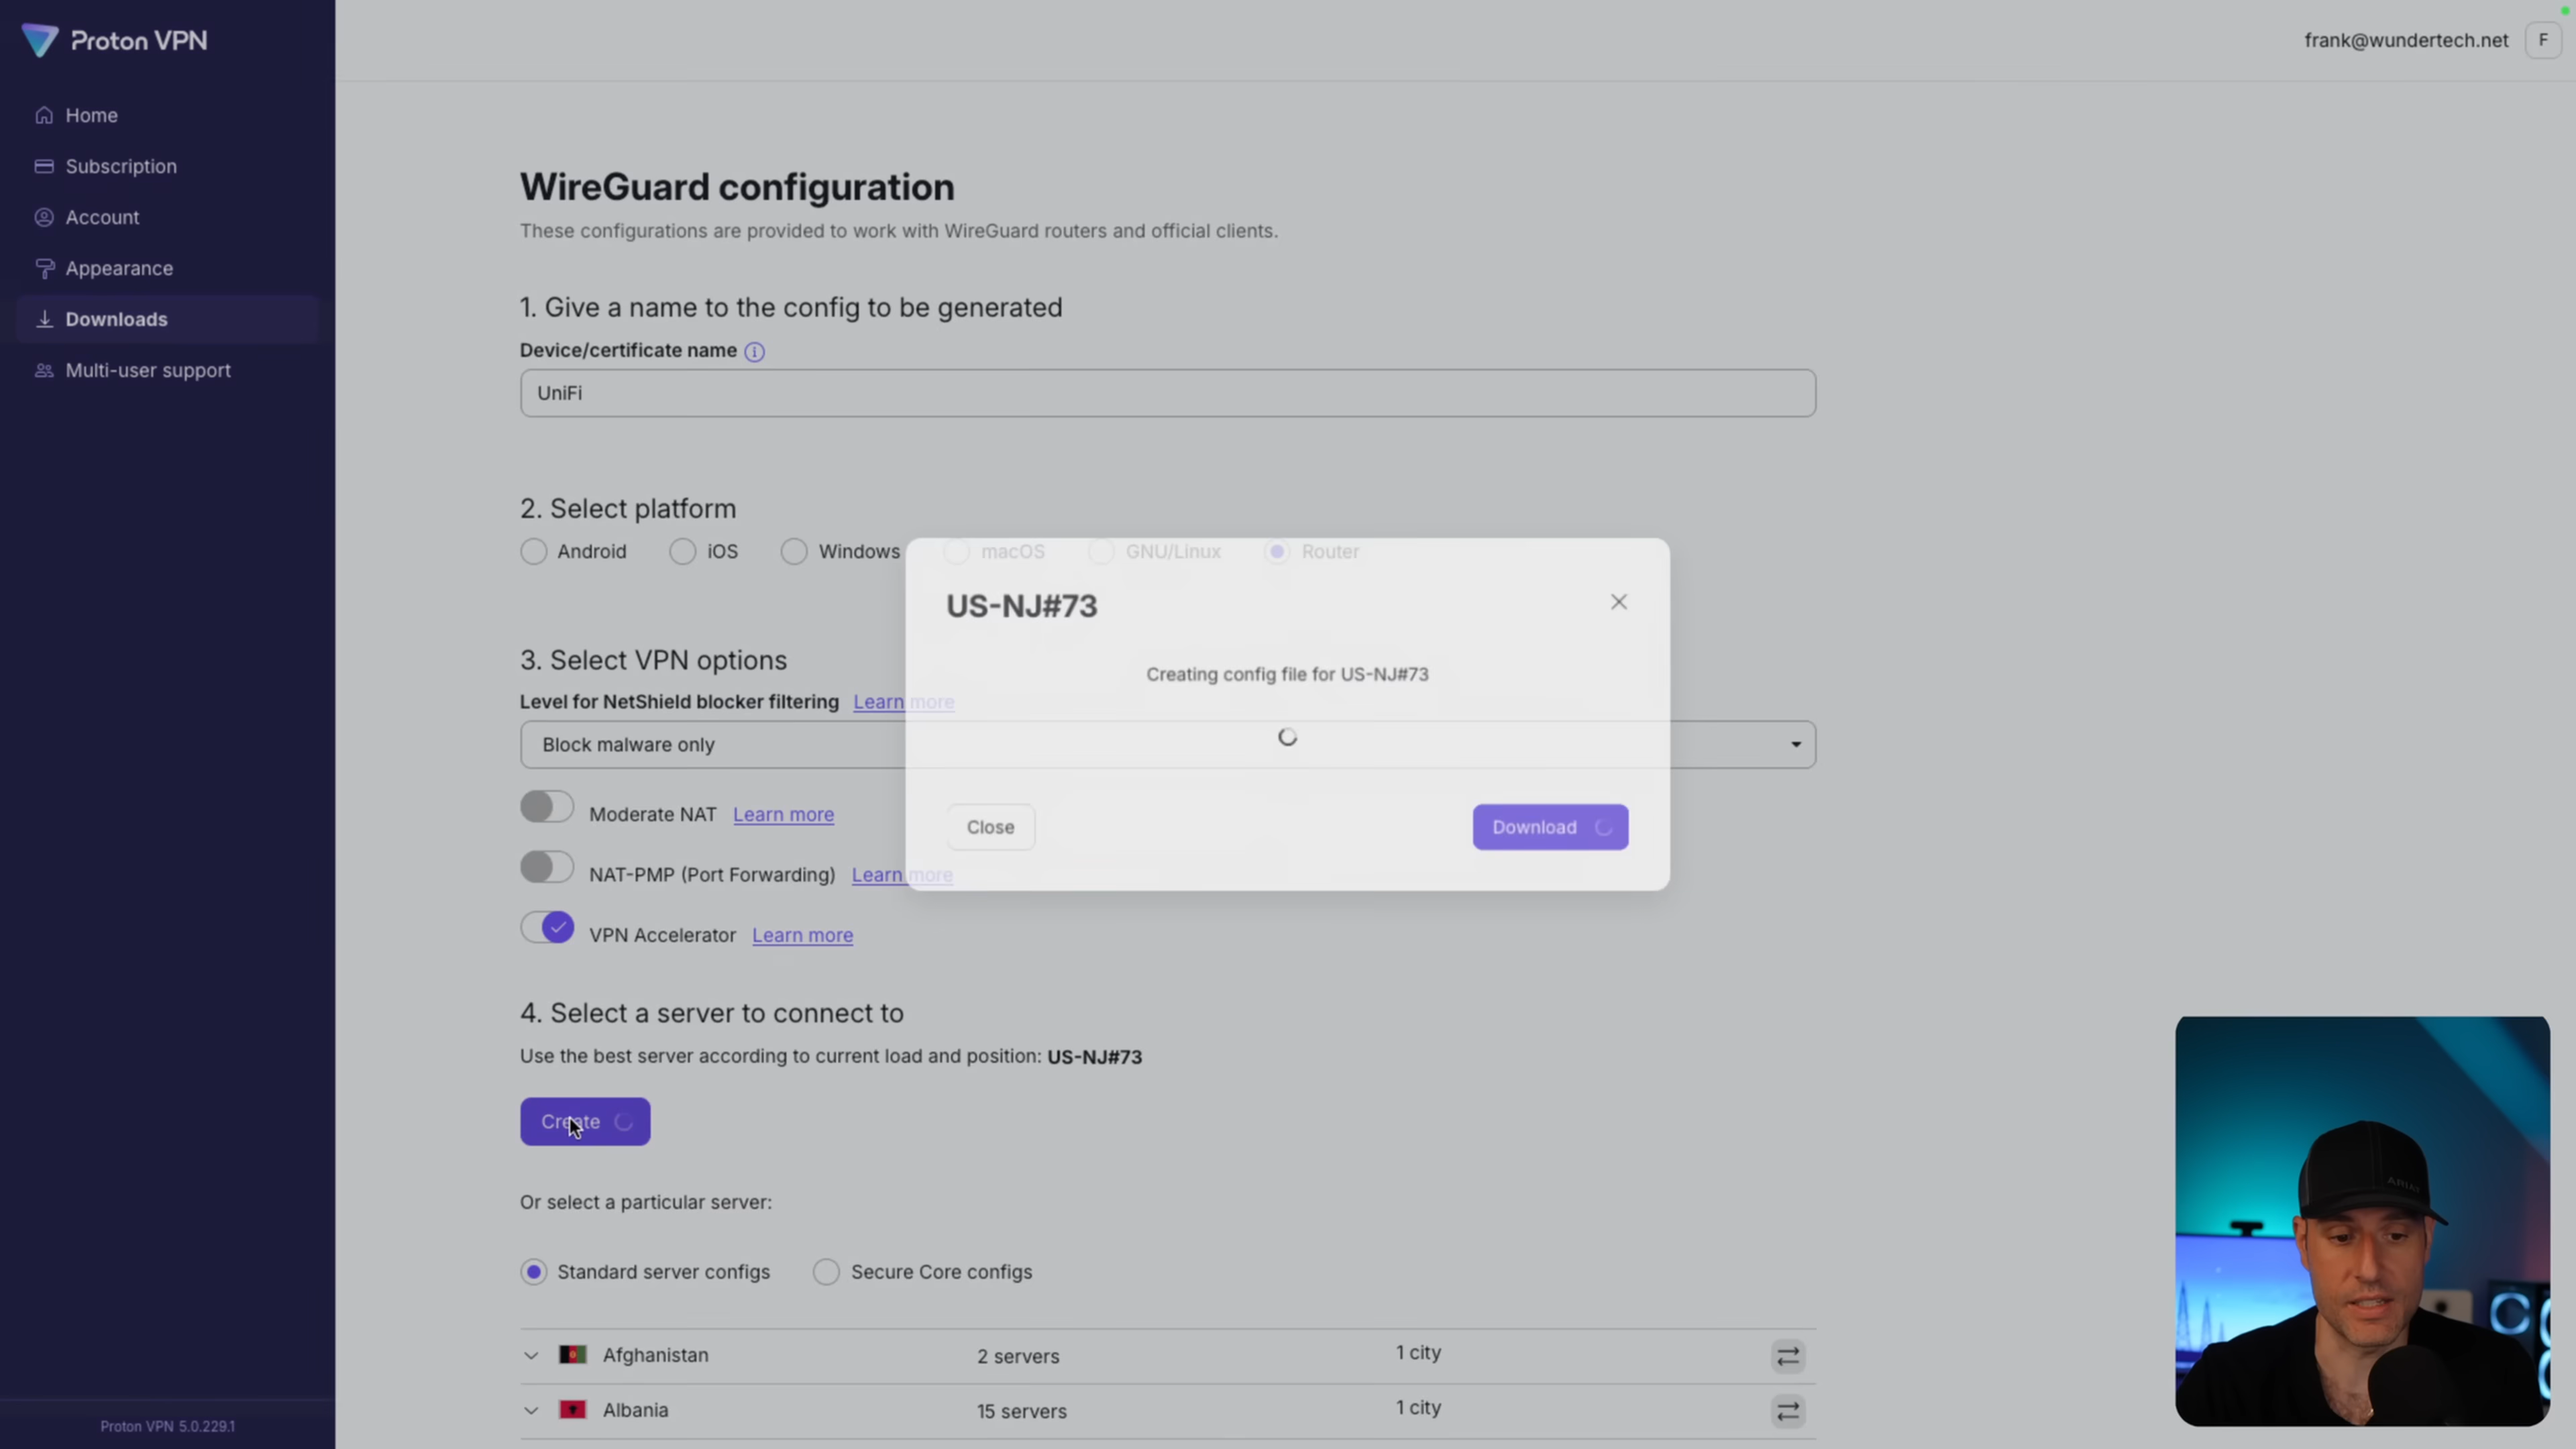 Proton VPN
frank@wundertech.net
F
Home
Subscription
Account
Appearance
Downloads
Multi-user support
WireGuard configuration
These configurations are provided to work with WireGuard routers and official clients.
1. Give a name to the config to be generated
Device/certificate name
UniFi
2. Select platform
Android
iOS
Windows
macOS
GNU/Linux
Router
US-NJ#73
Creating config file for US-NJ#73
Close
Download
3. Select VPN options
Level for NetShield blocker filtering Learn more
Block malware only
Moderate NAT Learn more
NAT-PMP (Port Forwarding) Learn more
VPN Accelerator Learn more
4. Select a server to connect to
Use the best server according to current load and position: US-NJ#73
Create
Or select a particular server:
Standard server configs
Secure Core configs
Afghanistan 2 servers 1 city
Albania 15 servers 1 city
Proton VPN 5.0.229.1
ARIAT